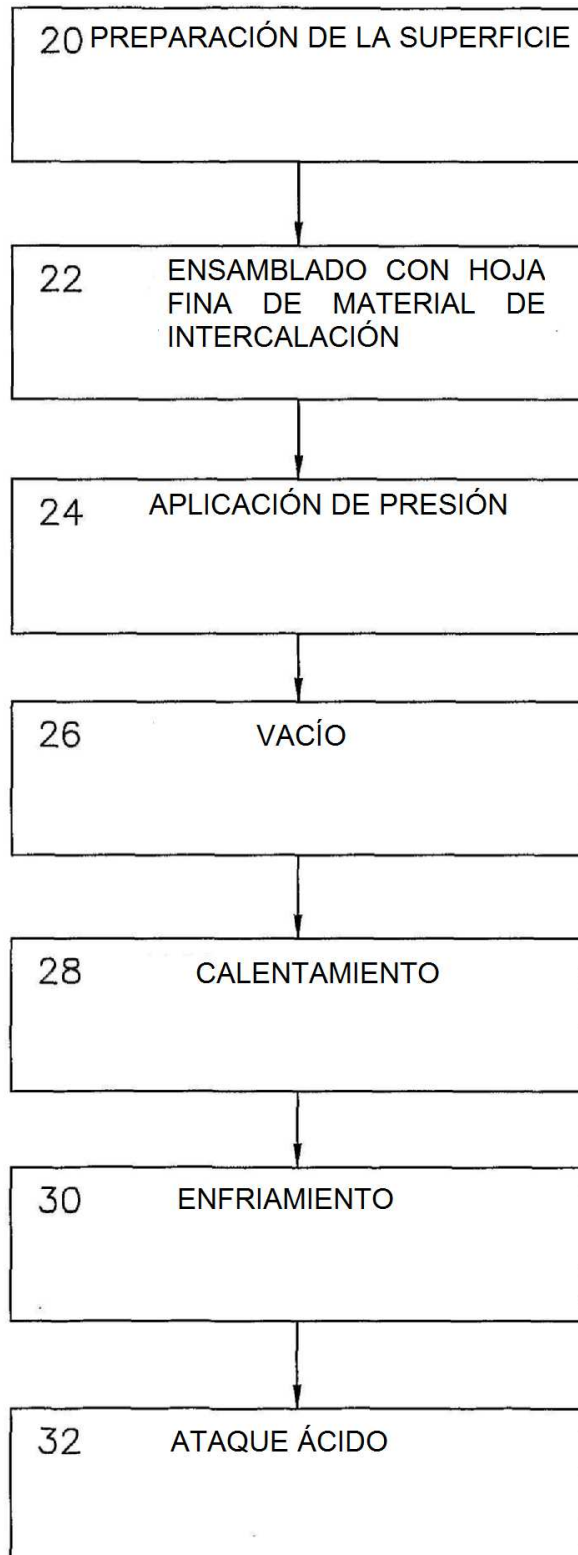 20 PREPARACIÓN DE LA SUPERFICIE
22 ENSAMBLADO CON HOJA
FINA DE MATERIAL DE
INTERCALACIÓN
24 APLICACIÓN DE PRESIÓN
26 VACÍO
28 CALENTAMIENTO
30 ENFRIAMIENTO
32 ATAQUE ÁCIDO